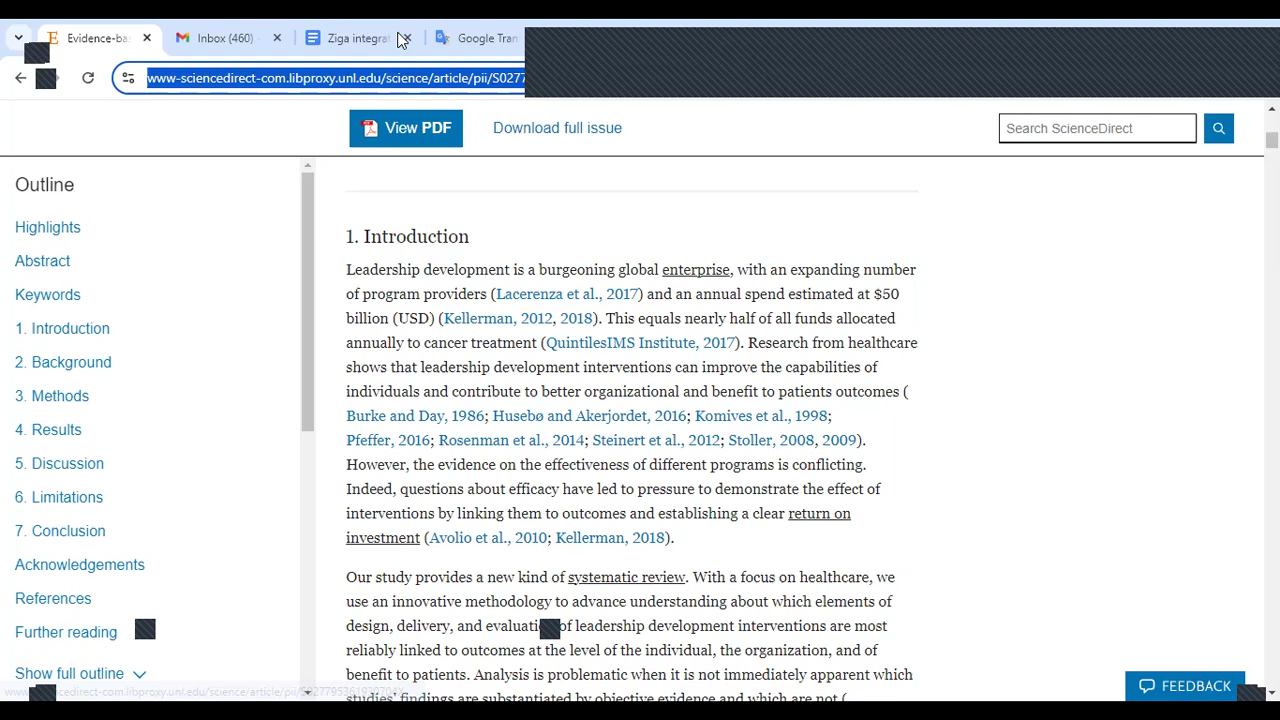 Evidence-ba
Inbox (460)
Ziga integrat
Google Tran
www-sciencedirect-com.libproxy.unl.edu/science/article/pii/S0277
View PDF
Download full issue
Search ScienceDirect
Outline
Highlights
Abstract
Keywords
1. Introduction
2. Background
3. Methods
4. Results
5. Discussion
6. Limitations
7. Conclusion
Acknowledgements
References
Further reading
Show full outline
1. Introduction
Leadership development is a burgeoning global enterprise, with an expanding number
of program providers (Lacerenza et al., 2017) and an annual spend estimated at $50
billion (USD) (Kellerman, 2012, 2018). This equals nearly half of all funds allocated
annually to cancer treatment (QuintilesIMS Institute, 2017). Research from healthcare
shows that leadership development interventions can improve the capabilities of
individuals and contribute to better organizational and benefit to patients outcomes (
Burke and Day, 1986; Husebø and Akerjordet, 2016; Komives et al., 1998;
Pfeffer, 2016; Rosenman et al., 2014; Steinert et al., 2012; Stoller, 2008, 2009).
However, the evidence on the effectiveness of different programs is conflicting.
Indeed, questions about efficacy have led to pressure to demonstrate the effect of
interventions by linking them to outcomes and establishing a clear return on
investment (Avolio et al., 2010; Kellerman, 2018).
Our study provides a new kind of systematic review. With a focus on healthcare, we
use an innovative methodology to advance understanding about which elements of
design, delivery, and evaluati of leadership development interventions are most
reliably linked to outcomes at the level of the individual, the organization, and of
benefit to patients. Analysis is problematic when it is not immediately apparent which
studies' findings are substantiated by objective evidence and which are not (
FEEDBACK